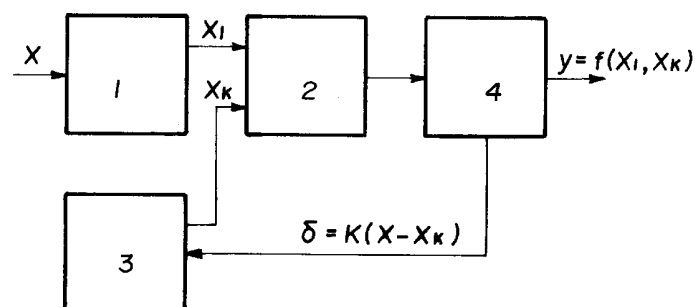 X
1
X1
XK
2
4
y = f(X1, XK)
3
δ = K(X - XK)